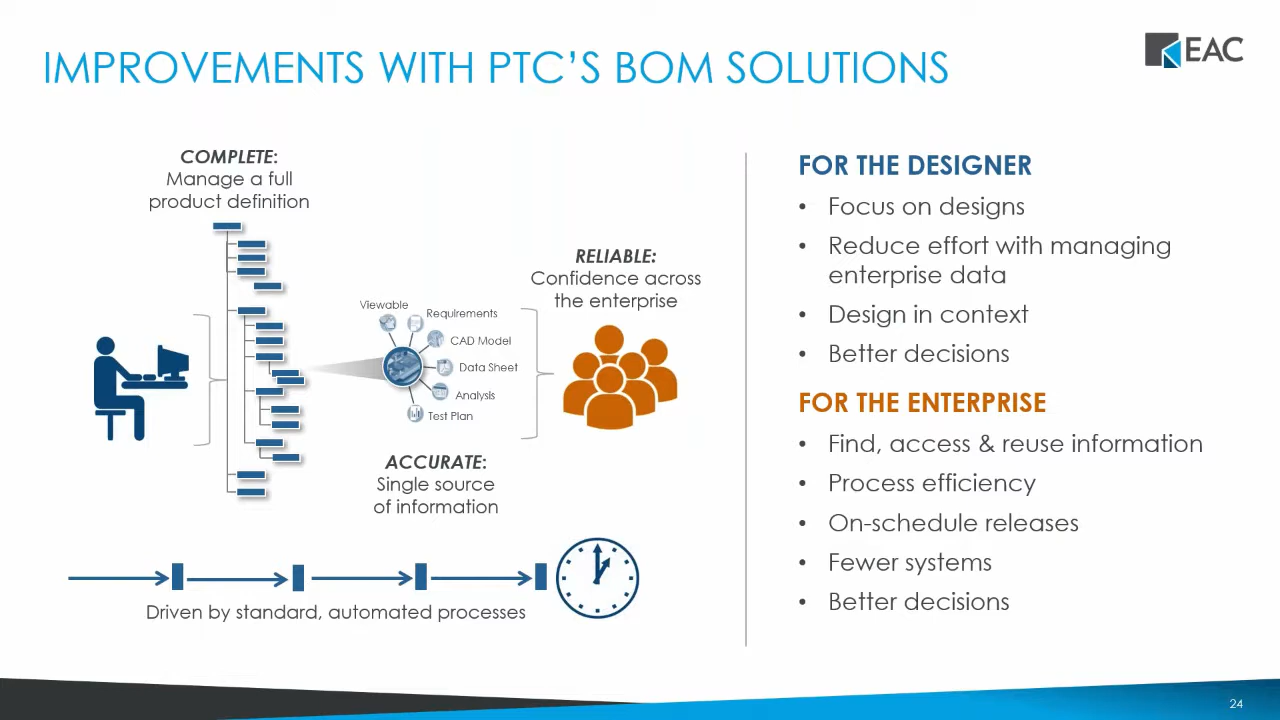 IMPROVEMENTS WITH PTC'S BOM SOLUTIONS
EAC
COMPLETE:
Manage a full
product definition
RELIABLE:
Confidence across
the enterprise
Viewable
Requirements
CAD Model
Data Sheet
Analysis
Test Plan
ACCURATE:
Single source
of information
Driven by standard, automated processes
FOR THE DESIGNER
• Focus on designs
• Reduce effort with managing
enterprise data
• Design in context
• Better decisions
FOR THE ENTERPRISE
• Find, access & reuse information
• Process efficiency
• On-schedule releases
• Fewer systems
• Better decisions
24